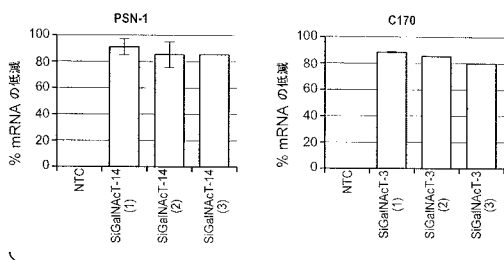 PSN-1
% mRNA の低減
100
80
60
40
20
0
NTC
SiGalNAcT-14
(1)
SiGalNAcT-14
(2)
SiGalNAcT-14
(3)
C170
% mRNA の低減
100
80
60
40
20
0
NTC
SiGalNAcT-3
(1)
SiGalNAcT-3
(2)
SiGalNAcT-3
(3)